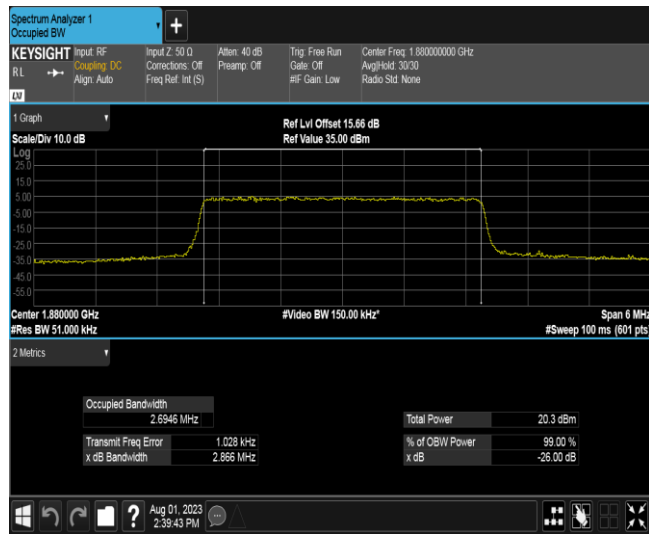 Spectrum Analyzer 1
Occupied BW
KEYSIGHT
RL
LXI
Input: RF
Coupling: DC
Align: Auto
Input Z: 50 Ω
Corrections: Off
Freq Ref: Int (S)
Atten: 40 dB
Preamp: Off
Trig: Free Run
Gate: Off
#IF Gain: Low
Center Freq: 1.880000000 GHz
Avg|Hold: 30/30
Radio Std: None
1 Graph
Scale/Div 10.0 dB
Ref Lvl Offset 15.66 dB
Ref Value 35.00 dBm
Log
25.0
15.0
5.00
-5.00
-15.0
-25.0
-35.0
-45.0
-55.0
Center 1.880000 GHz
#Res BW 51.000 kHz
#Video BW 150.00 kHz*
Span 6 MHz
#Sweep 100 ms (601 pts)
2 Metrics
Occupied Bandwidth
2.6946 MHz
Total Power 20.3 dBm
Transmit Freq Error 1.028 kHz
% of OBW Power 99.00 %
x dB Bandwidth 2.866 MHz
x dB -26.00 dB
?
Aug 01, 2023
2:39:43 PM